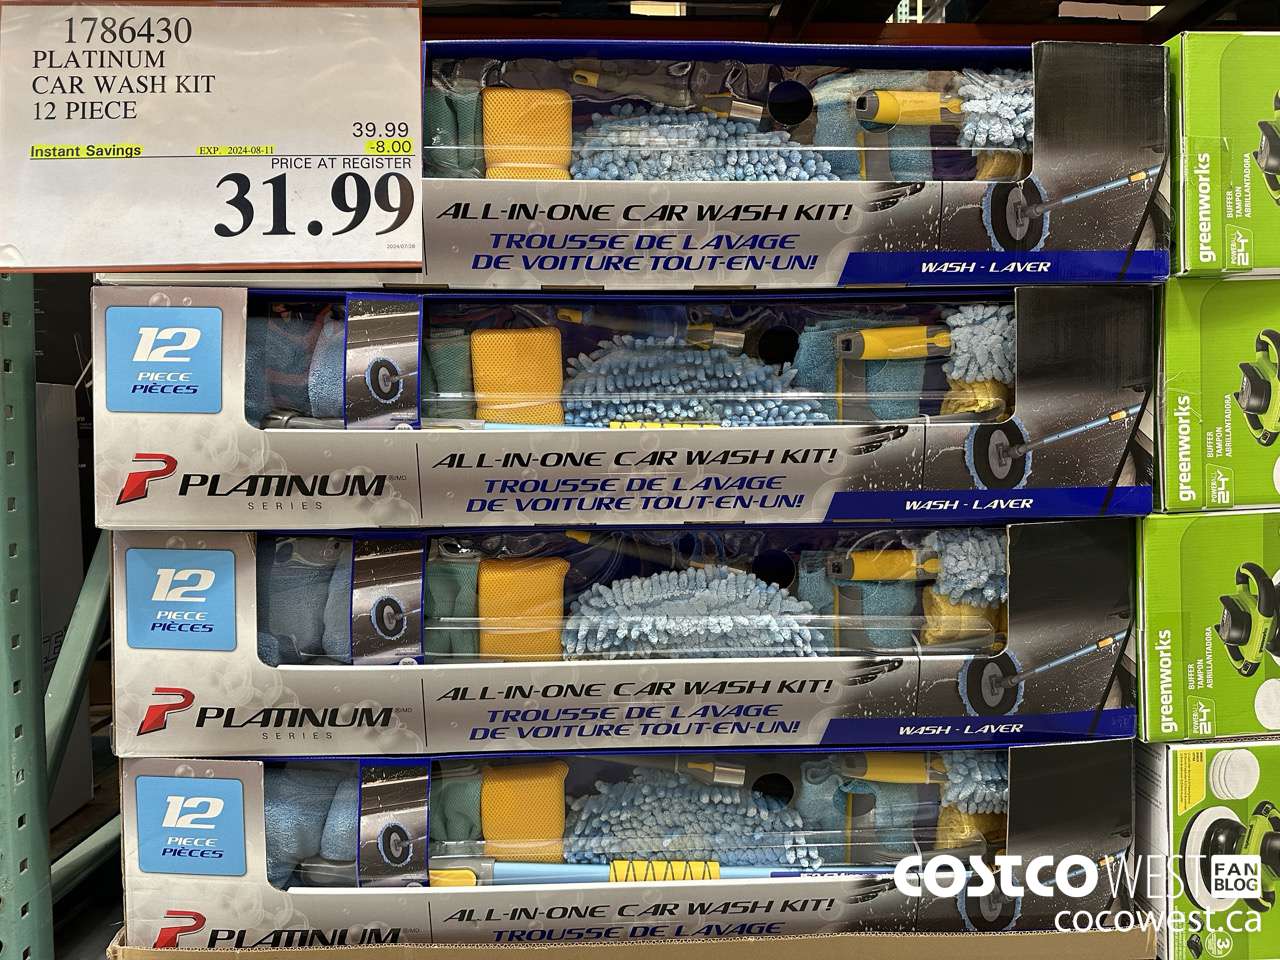 1786430
PLATINUM
CAR WASH KIT
12 PIECE
39.99
Instant Savings EXP. 2024-08-11 -8.00
PRICE AT REGISTER
31.99
2024/07/28
ALL-IN-ONE CAR WASH KIT!
TROUSSE DE LAVAGE
DE VOITURE TOUT-EN-UN!
WASH - LAVER
12
PIECE
PIÈCES
PLATINUM
SERIES
ALL-IN-ONE CAR WASH KIT!
TROUSSE DE LAVAGE
DE VOITURE TOUT-EN-UN!
WASH - LAVER
12
PIECE
PIÈCES
PLATINUM
SERIES
ALL-IN-ONE CAR WASH KIT!
TROUSSE DE LAVAGE
DE VOITURE TOUT-EN-UN!
WASH - LAVER
12
PIECE
PIÈCES
PLATINUM
ALL-IN-ONE CAR WASH KIT!
TROUSSE DE LAVAGE
greenworks
BUFFER
TAMPON
ABRILLANTADORA
24V
greenworks
BUFFER
TAMPON
ABRILLANTADORA
POWERALL
24V
greenworks
BUFFER
TAMPON
ABRILLANTADORA
POWERALL
24V
COSTCO WEST
FAN
BLOG
cocowest.ca